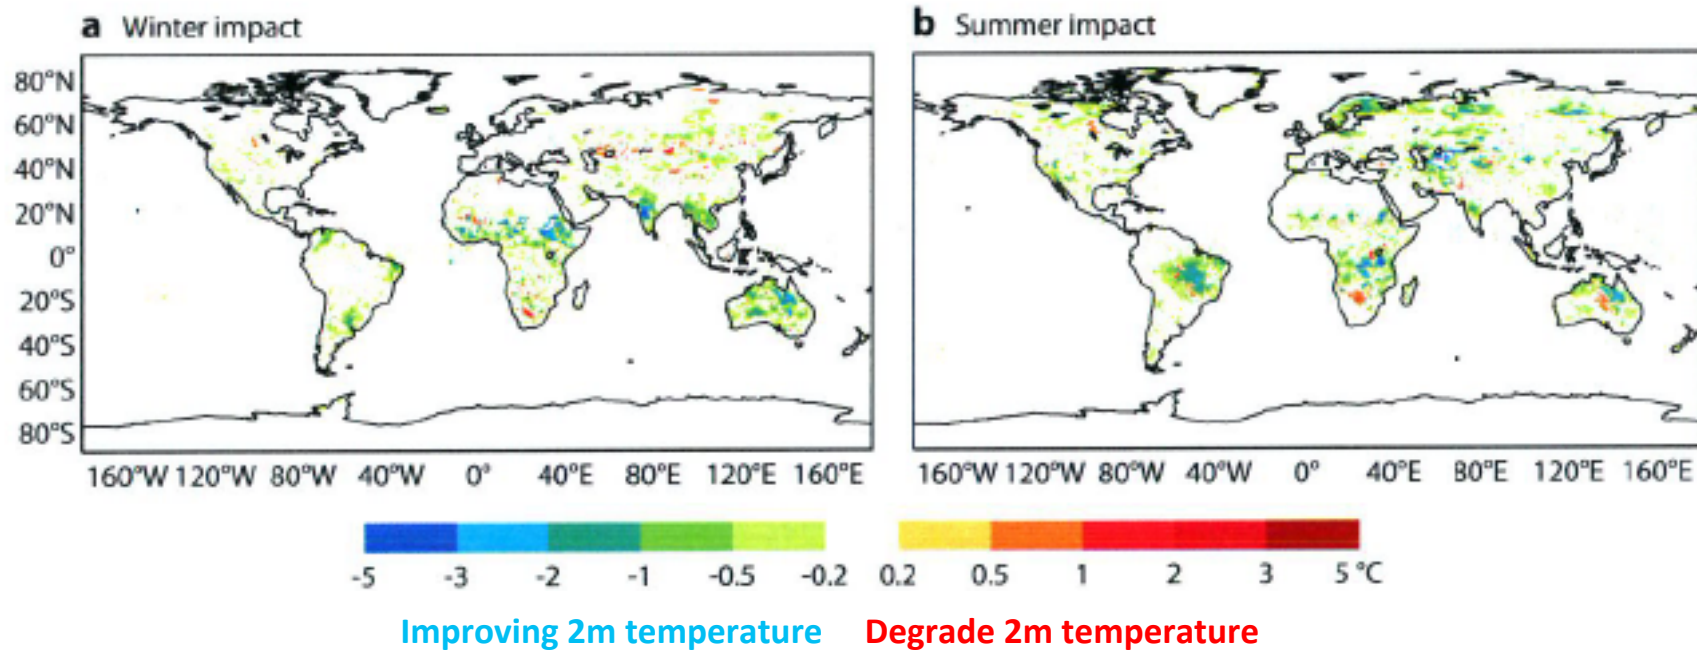 a Winter impact
b Summer impact
80°N
60°N
40°N
20°N
0°
20°S
40°S
60°S
80°S
160°W 120°W 80°W 40°W 0° 40°E 80°E 120°E 160°E
160°W 120°W 80°W 40°W 0° 40°E 80°E 120°E 160°E
-5 -3 -2 -1 -0.5 -0.2 0.2 0.5 1 2 3 5 °C
Improving 2m temperature Degrade 2m temperature